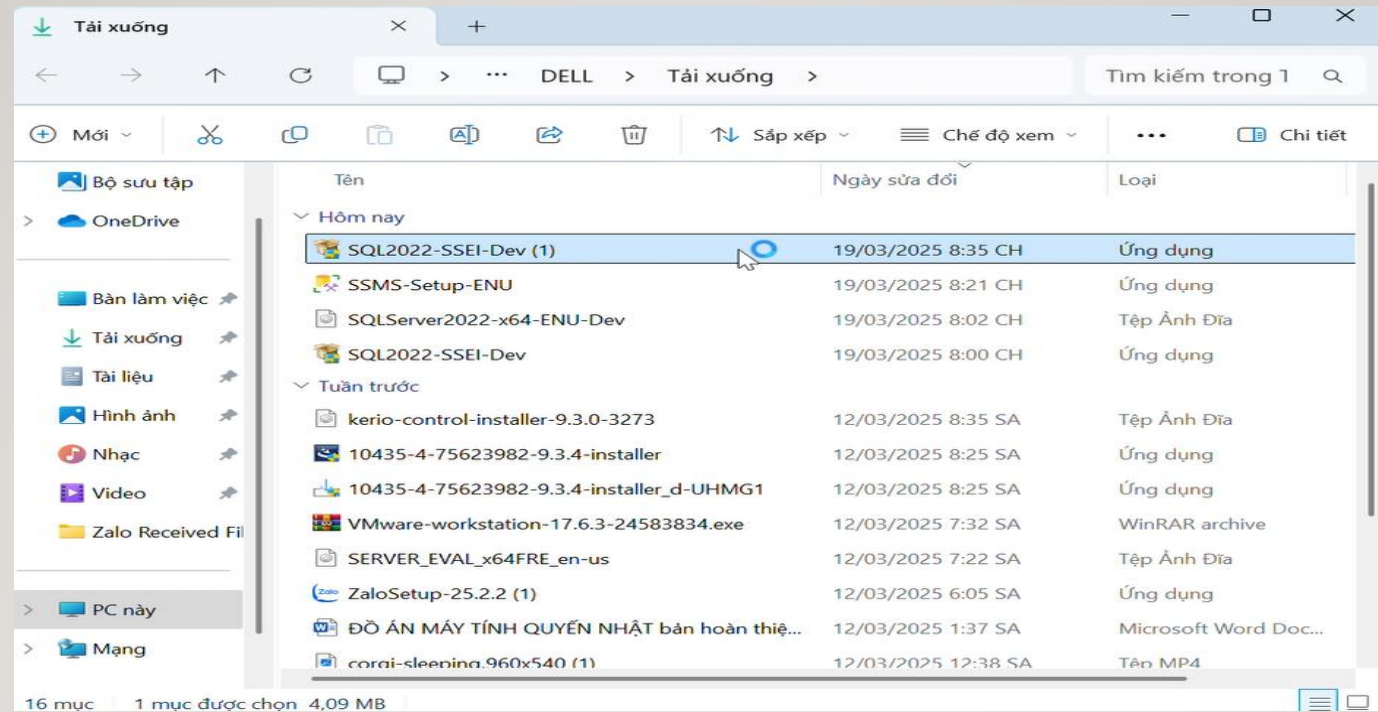 Tải xuống
DELL > Tải xuống >
Tìm kiếm trong T
Mới
Sắp xếp
Chế độ xem
Chi tiết
Bộ sưu tập
OneDrive
Bàn làm việc
Tải xuống
Tài liệu
Hình ảnh
Nhạc
Video
Zalo Received Fil
PC này
Mạng
Tên Ngày sửa đổi Loại
Hôm nay
SQL2022-SSEI-Dev (1) 19/03/2025 8:35 CH Ứng dụng
SSMS-Setup-ENU 19/03/2025 8:21 CH Ứng dụng
SQLServer2022-x64-ENU-Dev 19/03/2025 8:02 CH Tệp Ảnh Đĩa
SQL2022-SSEI-Dev 19/03/2025 8:00 CH Ứng dụng
Tuần trước
kerio-control-installer-9.3.0-3273 12/03/2025 8:35 SA Tệp Ảnh Đĩa
10435-4-75623982-9.3.4-installer 12/03/2025 8:25 SA Ứng dụng
10435-4-75623982-9.3.4-installer_d-UHMG1 12/03/2025 8:25 SA Ứng dụng
VMware-workstation-17.6.3-24583834.exe 12/03/2025 7:32 SA WinRAR archive
SERVER_EVAL_x64FRE_en-us 12/03/2025 7:22 SA Tệp Ảnh Đĩa
ZaloSetup-25.2.2 (1) 12/03/2025 6:05 SA Ứng dụng
ĐỒ ÁN MÁY TÍNH QUYỀN NHẬT bản hoàn thiệ... 12/03/2025 1:37 SA Microsoft Word Doc...
corgi-sleeping.960x540 (1) 12/03/2025 12:38 SA Tệp MP4
16 mục 1 mục được chọn 4,09 MB